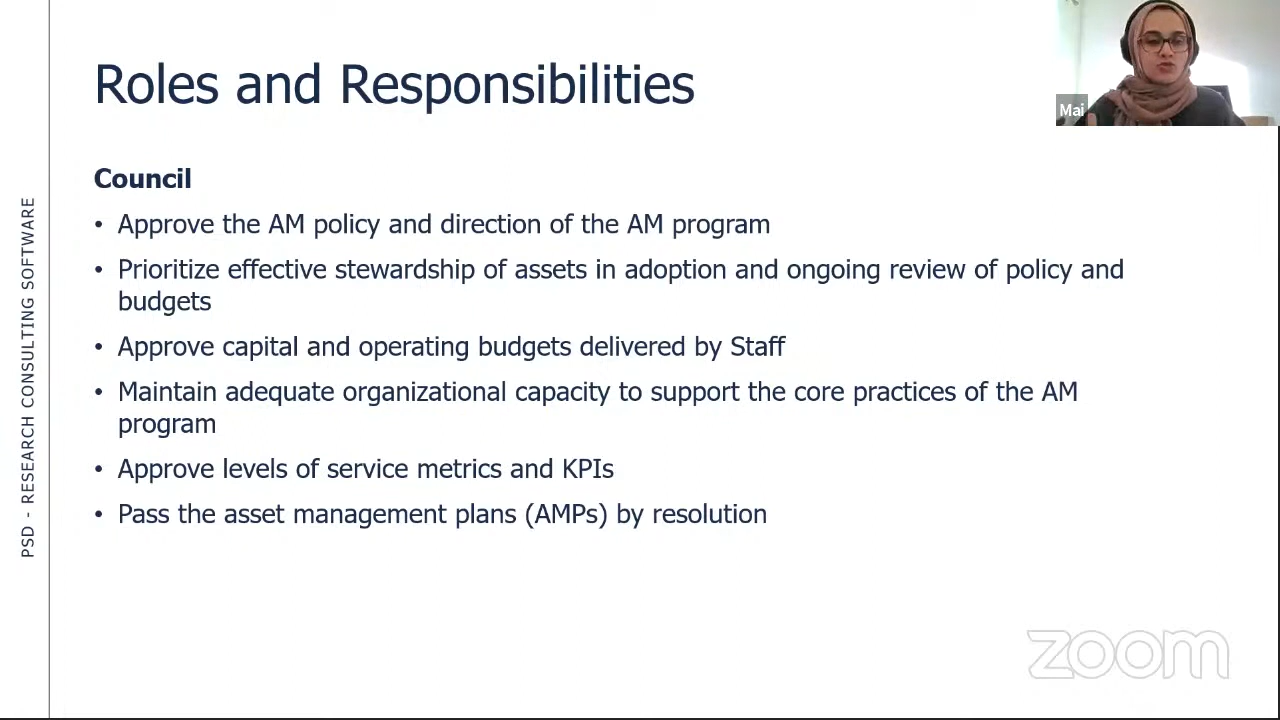 Roles and Responsibilities
Mai
Council
• Approve the AM policy and direction of the AM program
• Prioritize effective stewardship of assets in adoption and ongoing review of policy and
budgets
• Approve capital and operating budgets delivered by Staff
• Maintain adequate organizational capacity to support the core practices of the AM
program
• Approve levels of service metrics and KPIs
• Pass the asset management plans (AMPs) by resolution
PSD - RESEARCH CONSULTING SOFTWARE
zoom